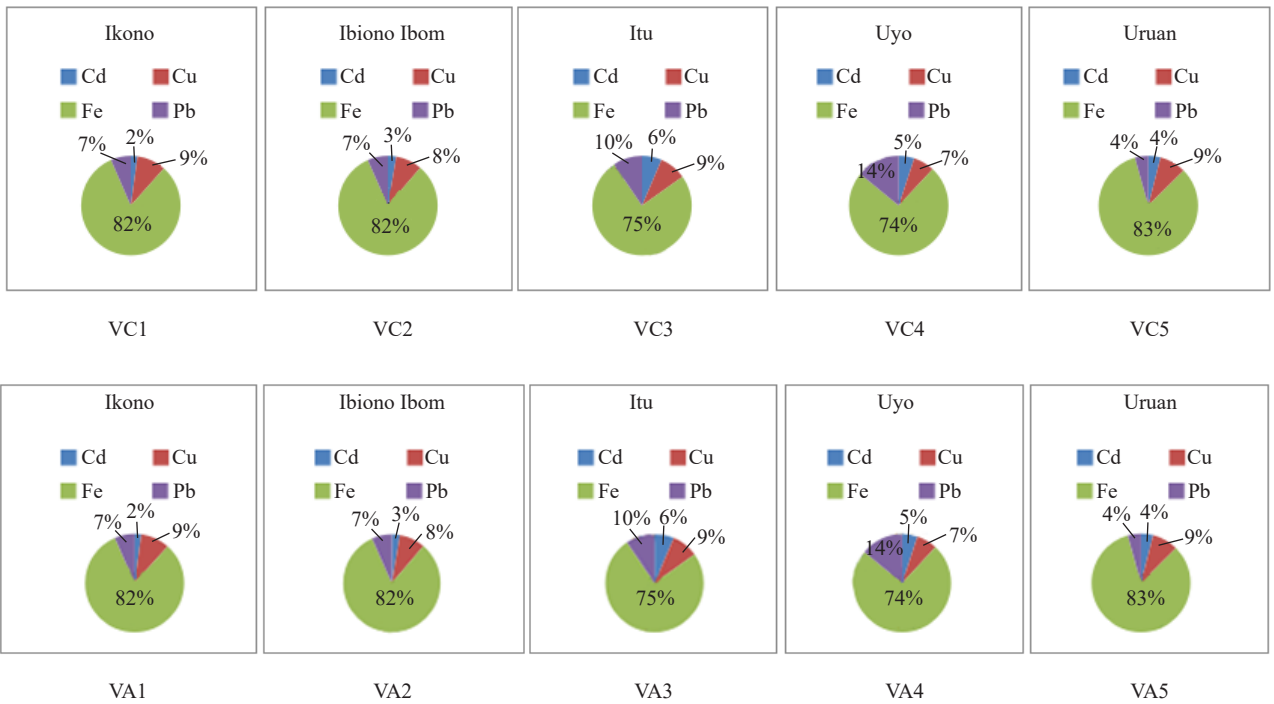 Ikono
Cd Cu
Fe Pb
7% 2% 9%
82%
VC1
Ibiono Ibom
Cd Cu
Fe Pb
7% 3% 8%
82%
VC2
Itu
Cd Cu
Fe Pb
10% 6% 9%
75%
VC3
Uyo
Cd Cu
Fe Pb
14% 5% 7%
74%
VC4
Uruan
Cd Cu
Fe Pb
4% 4% 9%
83%
VC5
Ikono
Cd Cu
Fe Pb
7% 2% 9%
82%
VA1
Ibiono Ibom
Cd Cu
Fe Pb
7% 3% 8%
82%
VA2
Itu
Cd Cu
Fe Pb
10% 6% 9%
75%
VA3
Uyo
Cd Cu
Fe Pb
14% 5% 7%
74%
VA4
Uruan
Cd Cu
Fe Pb
4% 4% 9%
83%
VA5